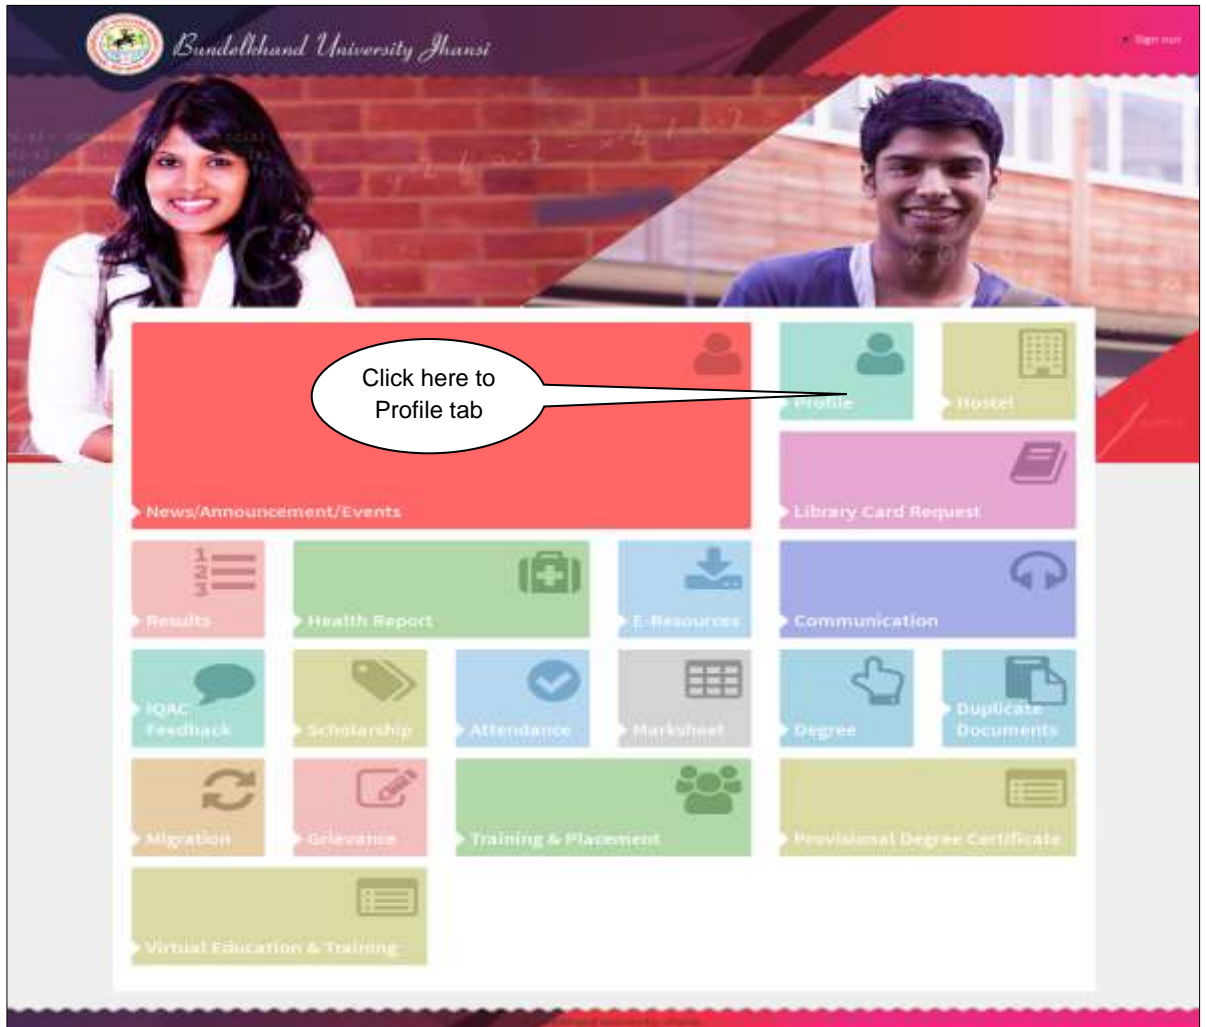 Bundelkhand University Jhansi
Sign out
Click here to
Profile tab
Profile
Hostel
News/Announcement/Events
Library Card Request
Results
Health Report
E-Resources
Communication
IQAC
Feedback
Scholarship
Attendance
Marksheet
Degree
Duplicate
Documents
Migration
Grievance
Training & Placement
Provisional Degree Certificate
Virtual Education & Training